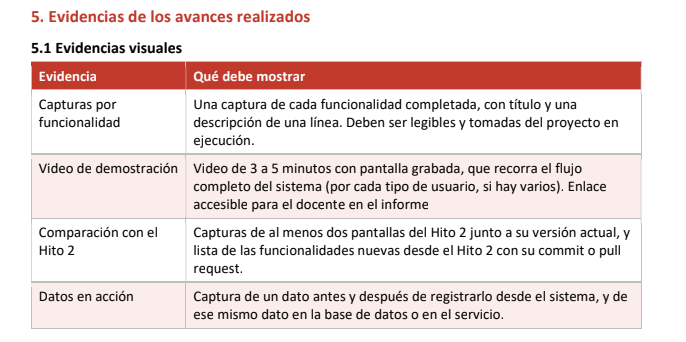 5. Evidencias de los avances realizados
5.1 Evidencias visuales
Evidencia
Qué debe mostrar
Capturas por
funcionalidad
Una captura de cada funcionalidad completada, con título y una
descripción de una línea. Deben ser legibles y tomadas del proyecto en
ejecución.
Video de demostración
Video de 3 a 5 minutos con pantalla grabada, que recorra el flujo
completo del sistema (por cada tipo de usuario, si hay varios). Enlace
accesible para el docente en el informe
Comparación con el
Hito 2
Capturas de al menos dos pantallas del Hito 2 junto a su versión actual, y
lista de las funcionalidades nuevas desde el Hito 2 con su commit o pull
request.
Datos en acción
Captura de un dato antes y después de registrarlo desde el sistema, y de
ese mismo dato en la base de datos o en el servicio.